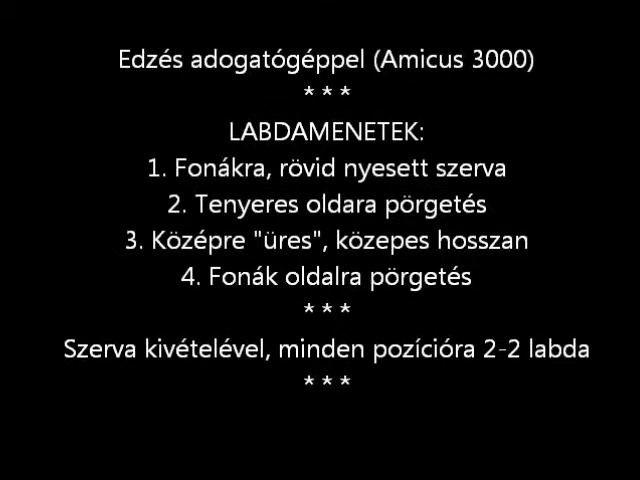 Edzés adogatógéppel (Amicus 3000)
* * *
LABDAMENETEK:
1. Fonákra, rövid nyesett szerva
2. Tenyeres oldara pörgetés
3. Középre "üres", közepes hosszan
4. Fonák oldalra pörgetés
* * *
Szerva kivételével, minden pozícióra 2-2 labda
* * *